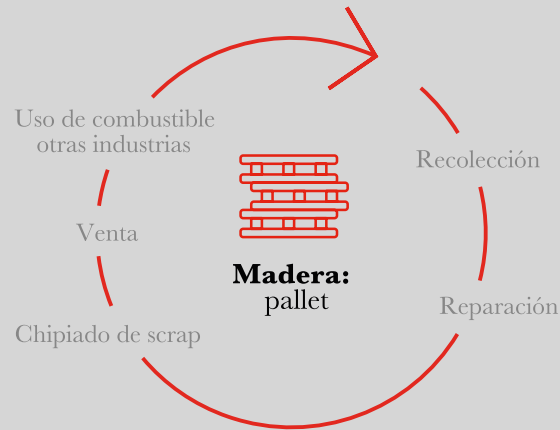 Uso de combustible
otras industrias
Recolección
Venta
Madera:
pallet
Reparación
Chipiado de scrap